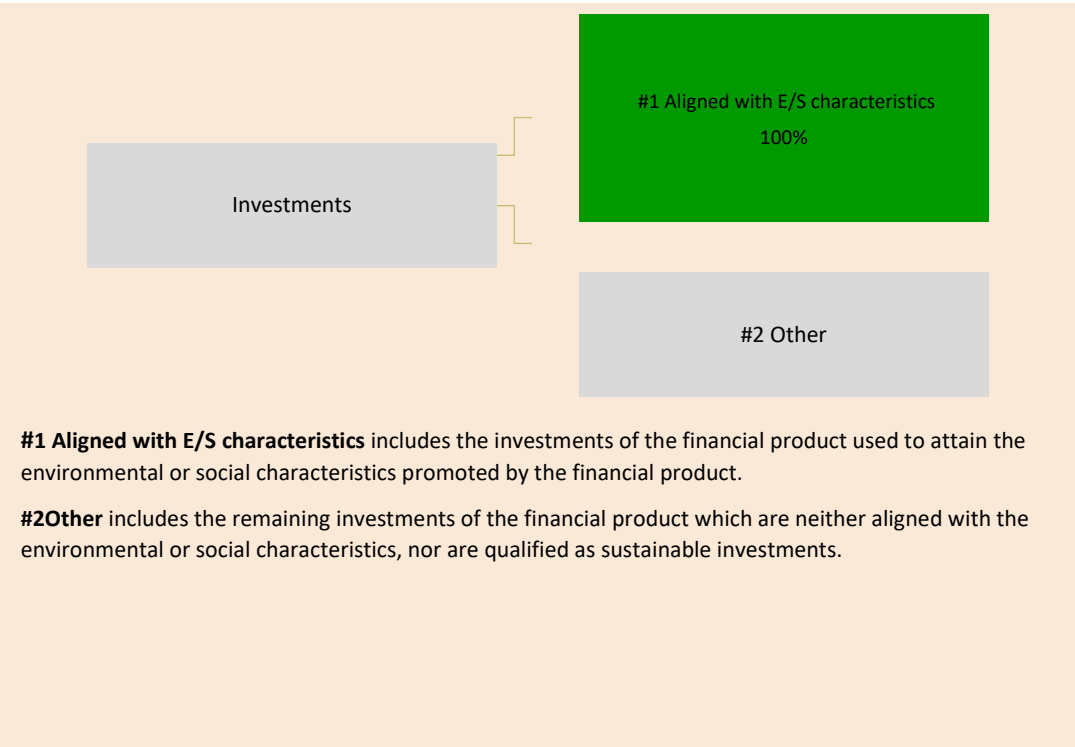 #1 Aligned with E/S characteristics
100%
Investments
#2 Other
#1 Aligned with E/S characteristics includes the investments of the financial product used to attain the
environmental or social characteristics promoted by the financial product.
#2Other includes the remaining investments of the financial product which are neither aligned with the
environmental or social characteristics, nor are qualified as sustainable investments.